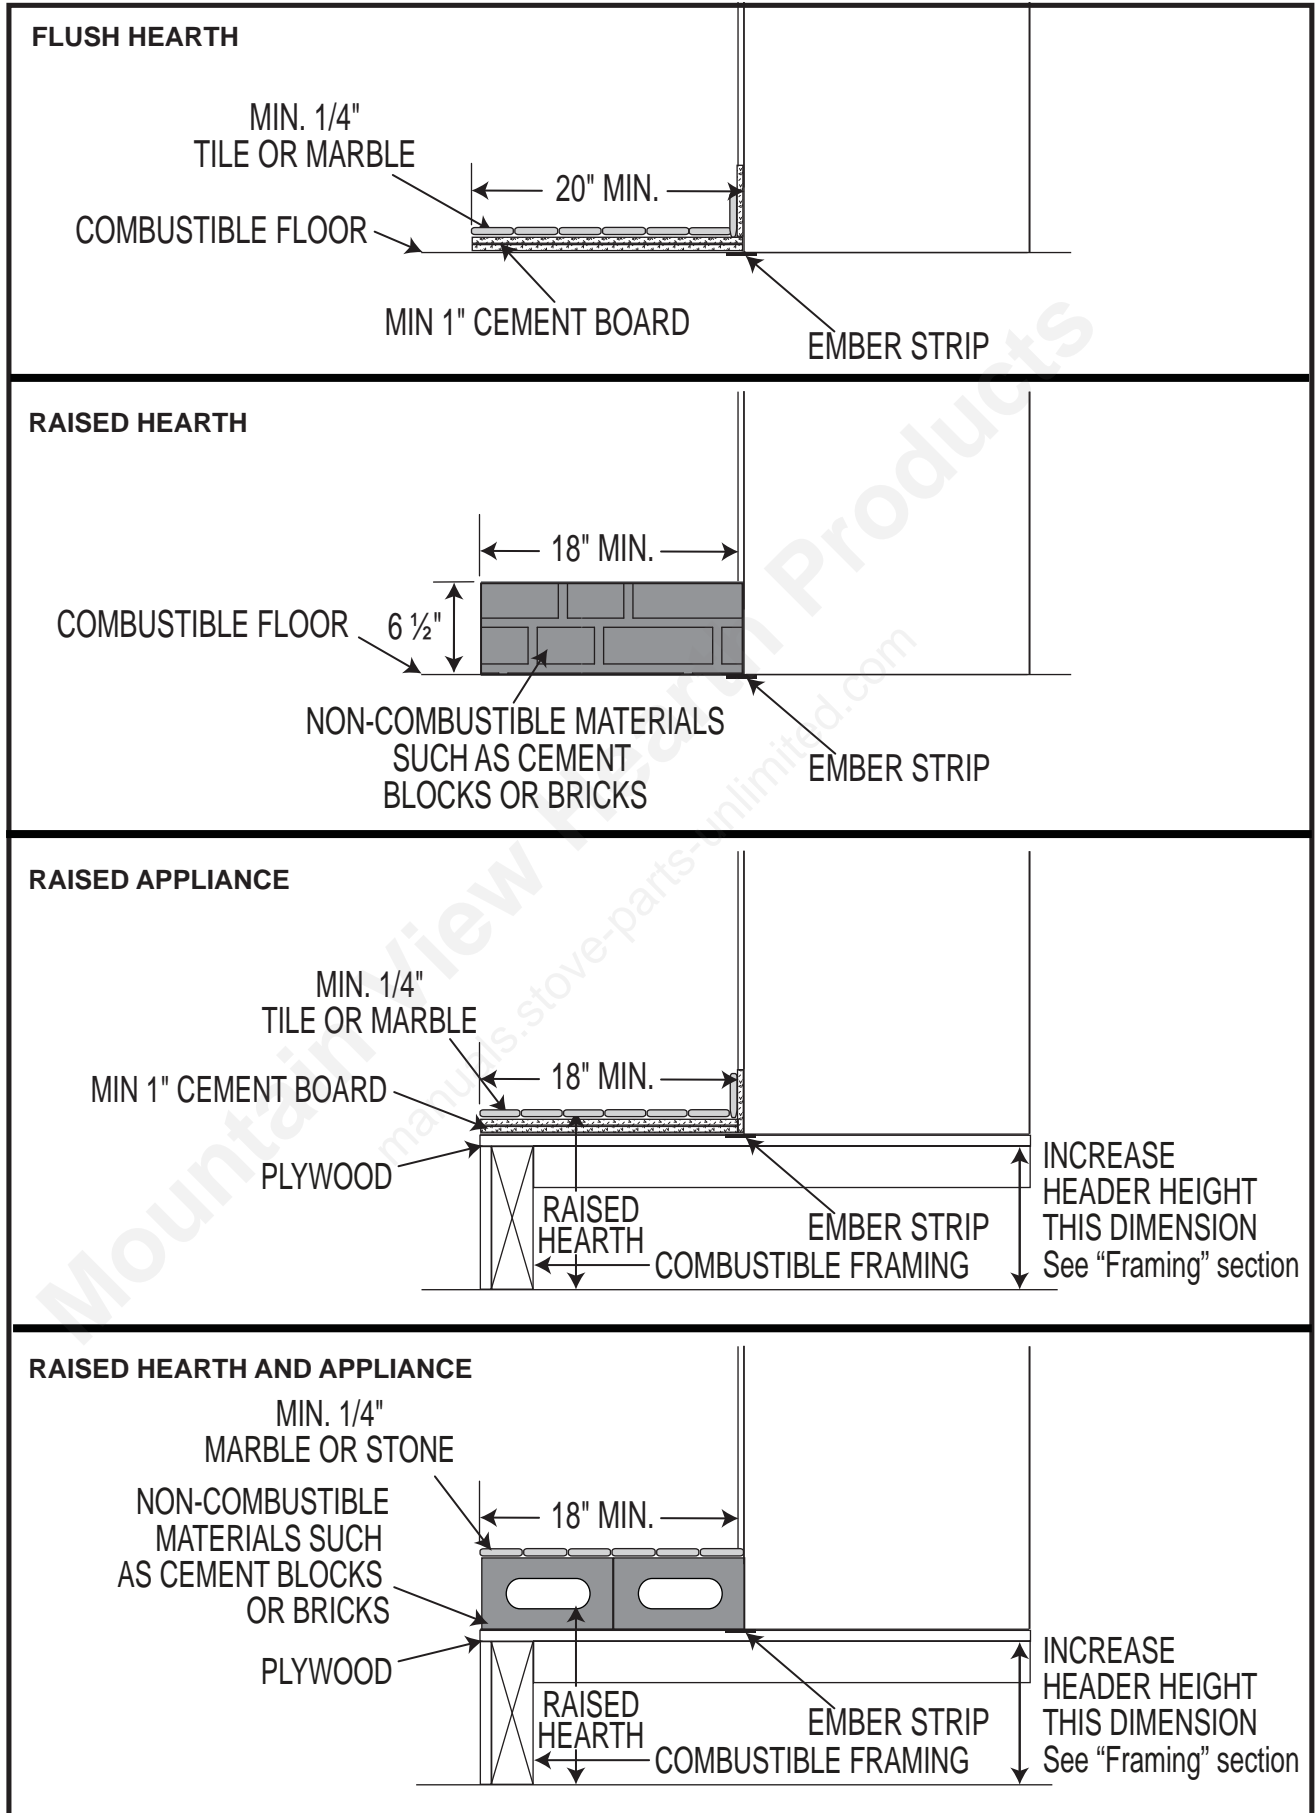 FLUSH HEARTH
MIN. 1/4"
TILE OR MARBLE
20" MIN.
COMBUSTIBLE FLOOR
MIN 1" CEMENT BOARD
EMBER STRIP
RAISED HEARTH
18" MIN.
COMBUSTIBLE FLOOR
6 ½"
NON-COMBUSTIBLE MATERIALS
SUCH AS CEMENT
BLOCKS OR BRICKS
EMBER STRIP
RAISED APPLIANCE
MIN. 1/4"
TILE OR MARBLE
18" MIN.
MIN 1" CEMENT BOARD
PLYWOOD
RAISED
HEARTH
EMBER STRIP
COMBUSTIBLE FRAMING
INCREASE
HEADER HEIGHT
THIS DIMENSION
See “Framing” section
RAISED HEARTH AND APPLIANCE
MIN. 1/4"
MARBLE OR STONE
NON-COMBUSTIBLE
MATERIALS SUCH
AS CEMENT BLOCKS
OR BRICKS
18" MIN.
PLYWOOD
RAISED
HEARTH
EMBER STRIP
COMBUSTIBLE FRAMING
INCREASE
HEADER HEIGHT
THIS DIMENSION
See “Framing” section
Mountain View Hearth Products
manuals.stove-parts-unlimited.com